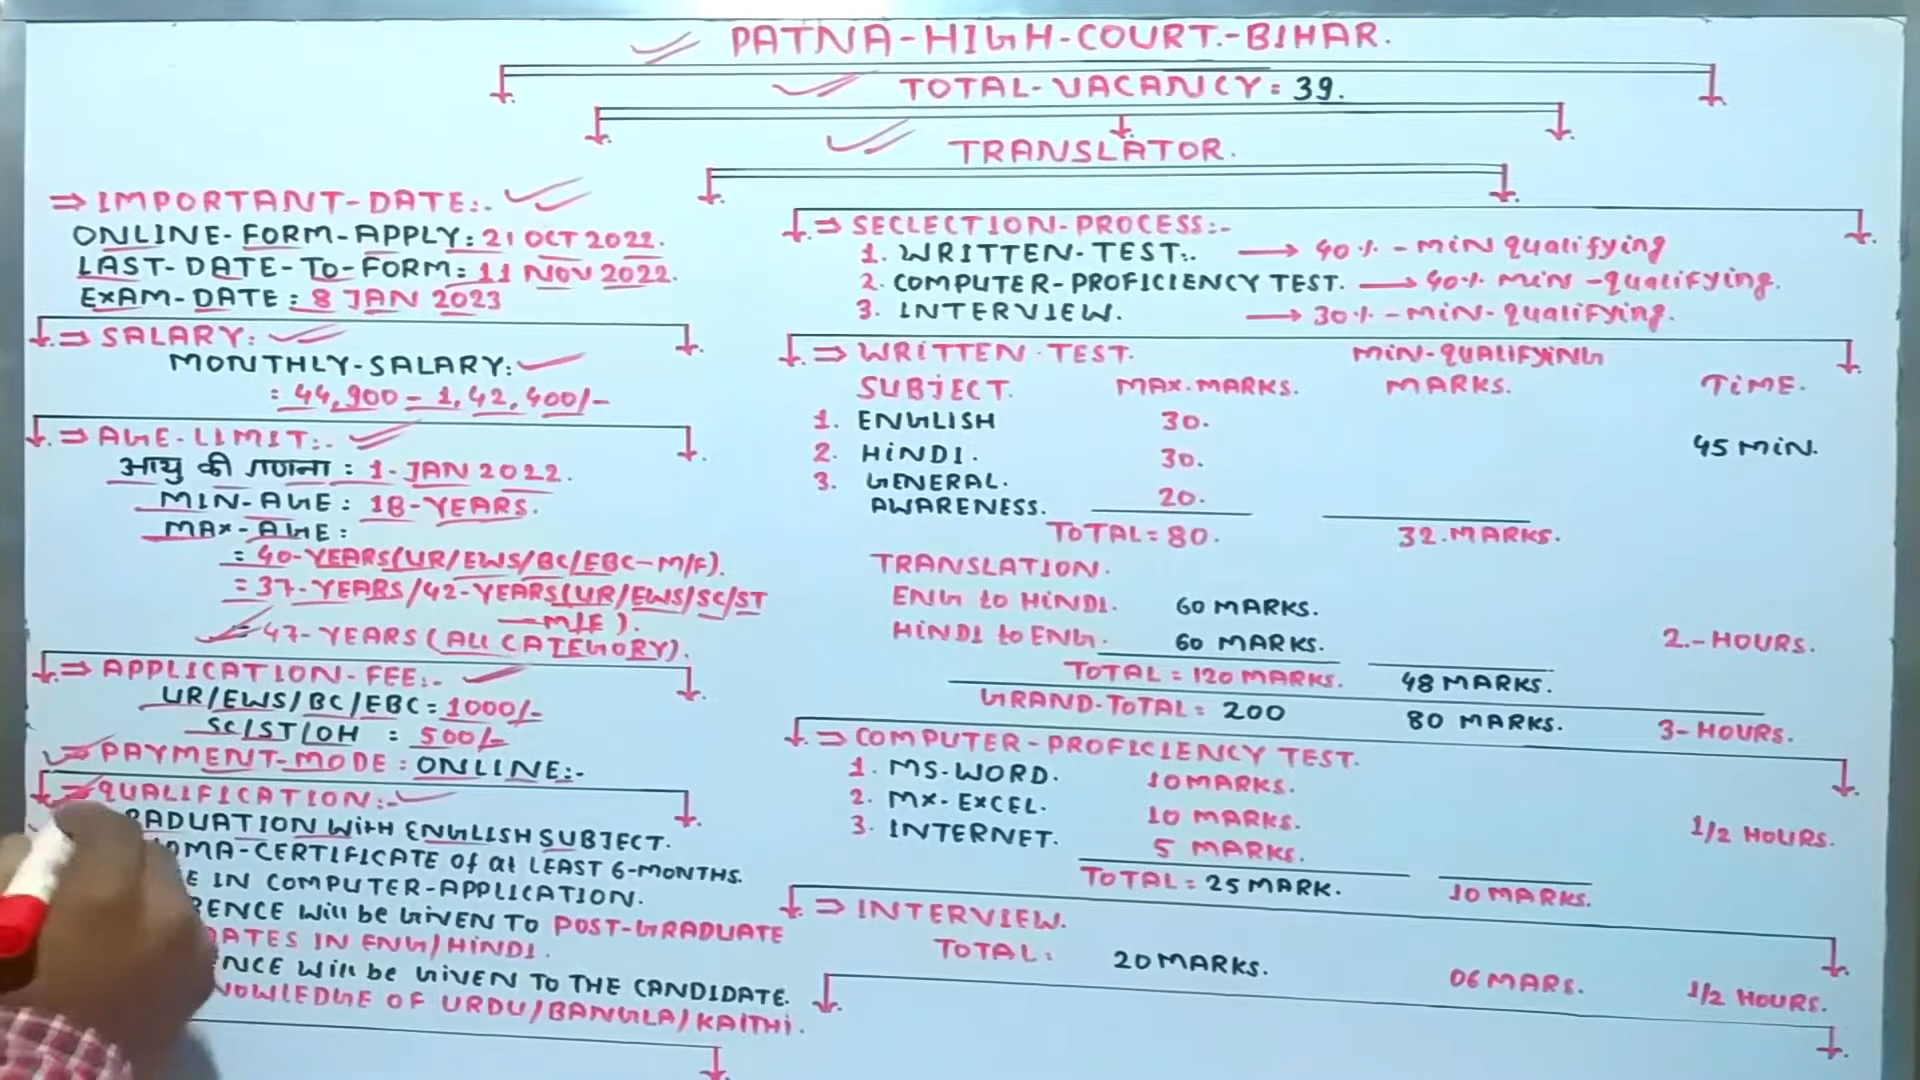 PATNA-HIGH-COURT.-BIHAR.
TOTAL-VACANCY: 39.
TRANSLATOR.
⇒ IMPORTANT-DATE:-
ONLINE-FORM-APPLY: 21 OCT 2022.
LAST-DATE-TO-FORM: 11 NOV 2022.
EXAM-DATE: 8 JAN 2023
⇒ SALARY:
MONTHLY-SALARY:
: 44,900 - 1,42,400/-
⇒ AGE-LIMIT:.
आयु की गणना : 1-JAN 2022.
MIN-AGE: 18-YEARS.
MAX-AGE:
= 40-YEARS(UR/EWS/BC/EBC-M/F).
= 37-YEARS/42-YEARS(UR/EWS/SC/ST
-M/F).
47-YEARS (ALL CATEGORY).
⇒ APPLICATION-FEE:-
UR/EWS/BC/EBC = 1000/-
SC/ST/OH = 500/-
⇒ PAYMENT-MODE: ONLINE:-
⇒ QUALIFICATION:-
RADUATION WitH ENGLISH SUBJECT.
OMA-CERTIFICATE Of at LEAST 6-MONTHS.
E IN COMPUTER-APPLICATION.
RENCE Will be GIVEN TO POST-GRADUATE
DATES IN ENG/HINDI.
NCE Will be GIVEN TO THE CANDIDATE.
NOWLEDGE OF URDU/BANGLA/KAITHI.
⇒ SECLECTION-PROCESS:-
1. WRITTEN-TEST:. → 40% - MiN qualifying
2. COMPUTER-PROFICIENCY TEST. → 40% MiN - qualifying.
3. INTERVIEW. → 30% - MiN - qualifying.
⇒ WRITTEN TEST. MIN-QUALIFYING
SUBJECT. MAX.MARKS. MARKS. TiME.
1. ENGLISH 30.
2. HiNDI. 30. 45 MiN.
3. GENERAL.
AWARENESS. 20.
TOTAL = 80. 32.MARKS.
TRANSLATION.
ENG to HiNDI. 60 MARKS.
HiNDI to ENG. 60 MARKS. 2.-HOURS.
TOTAL = 120 MARKS. 48 MARKS.
GRAND-TOTAL = 200 80 MARKS. 3-HOURS.
⇒ COMPUTER-PROFICIENCY TEST.
1. MS-WORD. 10 MARKS.
2. MX-EXCEL. 10 MARKS. 1/2 HOURS.
3. INTERNET. 5 MARKS.
TOTAL = 25 MARK. 10 MARKS.
⇒ INTERVIEW.
TOTAL: 20 MARKS. 06 MARS. 1/2 HOURS.